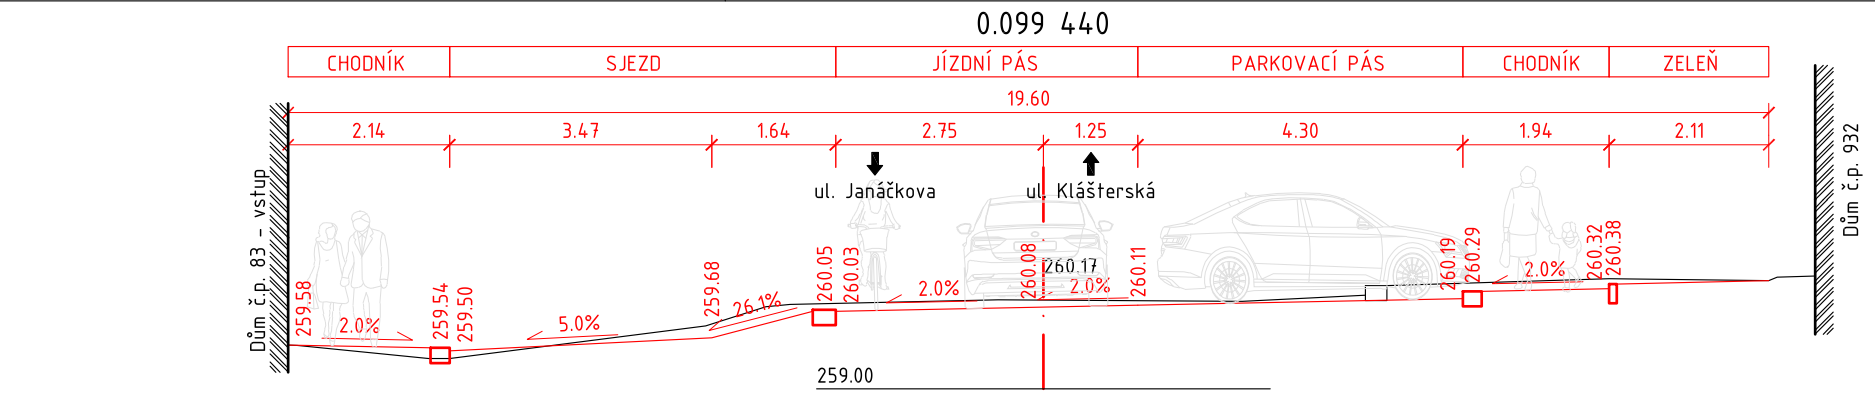 0.099 440
CHODNÍK SJEZD JÍZDNÍ PÁS PARKOVACÍ PÁS CHODNÍK ZELEŇ
19.60
2.14 3.47 1.64 2.75 1.25 4.30 1.94 2.11
ul. Janáčkova ul. Klášterská
Dům č.p. 83 - vstup
Dům č.p. 932
259.58 259.54 259.50 259.68 260.05 260.03 260.08 260.17 260.11 260.19 260.29 260.32 260.38
2.0% 5.0% 26.1% 2.0% 2.0% 2.0%
259.00